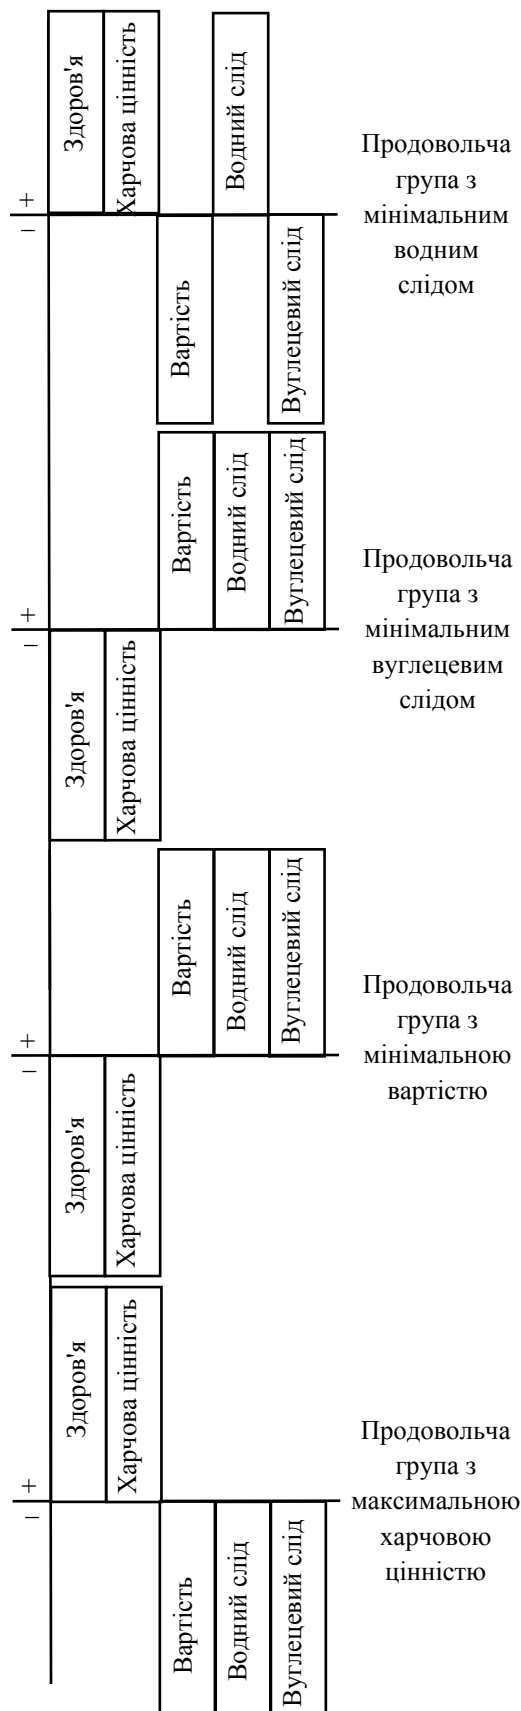 Здоров'я
Харчова цінність
Водний слід
+
−
Вартість
Вуглецевий слід
Продовольча
група з
мінімальним
водним
слідом
Вартість
Водний слід
Вуглецевий слід
+
−
Здоров'я
Харчова цінність
Продовольча
група з
мінімальним
вуглецевим
слідом
Вартість
Водний слід
Вуглецевий слід
+
−
Здоров'я
Харчова цінність
Продовольча
група з
мінімальною
вартістю
Здоров'я
Харчова цінність
+
−
Вартість
Водний слід
Вуглецевий слід
Продовольча
група з
максимальною
харчовою
цінністю